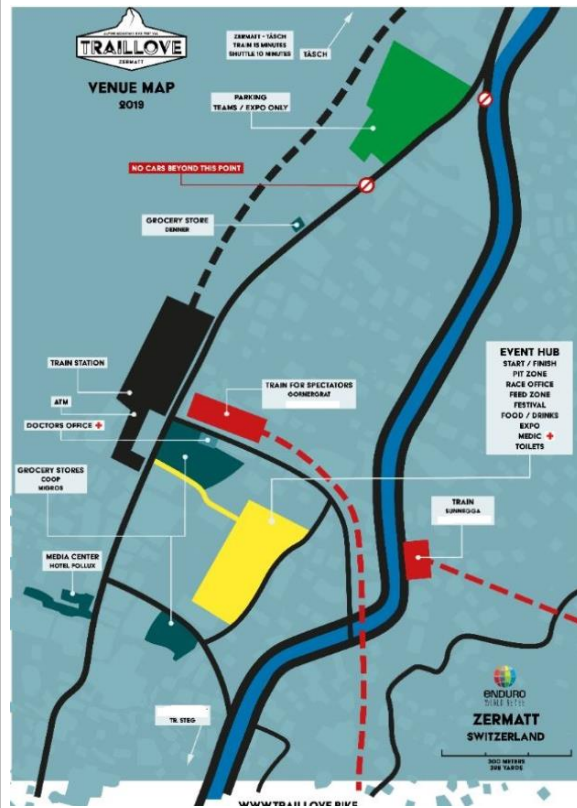 TRAILLOVE
ZERMATT
VENUE MAP
2019
ZERMATT - TÄSCH
TRAIN 15 MINUTES
SHUTTLE 10 MINUTES
TÄSCH
PARKING
TEAMS / EXPO ONLY
NO CARS BEYOND THIS POINT
GROCERY STORE
DENNER
TRAIN STATION
ATM
DOCTORS OFFICE
TRAIN FOR SPECTATORS
GORNERGRAT
GROCERY STORES
COOP
MIGROS
EVENT HUB
START / FINISH
PIT ZONE
RACE OFFICE
FEED ZONE
FESTIVAL
FOOD / DRINKS
EXPO
MEDIC
TOILETS
TRAIN
SUNNEGGA
MEDIA CENTER
HOTEL POLLUX
TR. STEG
ENDURO
WORLD SERIES
ZERMATT
SWITZERLAND
300 METERS
328 YARDS
WWW.TRAILLOVE.BIKE